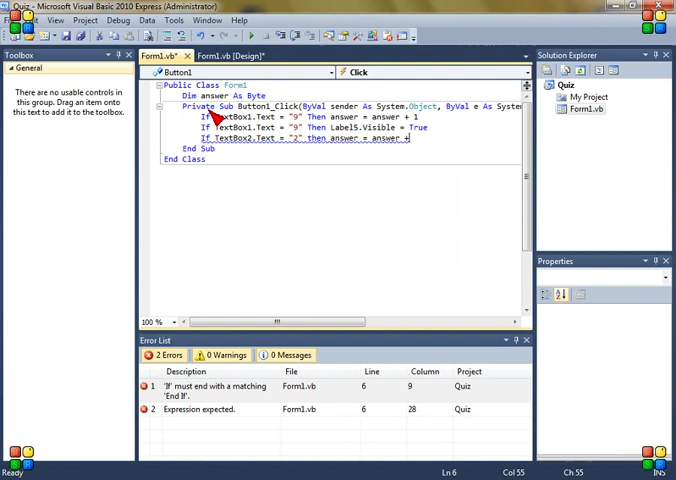 Quiz - Microsoft Visual Basic 2010 Express (Administrator)
View Project Debug Data Tools Window Help
Toolbox
General
There are no usable controls in
this group. Drag an item onto
this text to add it to the toolbox.
Form1.vb* Form1.vb [Design]*
Button1 Click
Public Class Form1
Dim answer As Byte
Private Sub Button1_Click(ByVal sender As System.Object, ByVal e As System
If TextBox1.Text = "9" Then answer = answer + 1
If TextBox1.Text = "9" Then Label5.Visible = True
If TextBox2.Text = "2" then answer = answer +
End Sub
End Class
100 %
Solution Explorer
Quiz
My Project
Form1.vb
Properties
Error List
2 Errors 0 Warnings 0 Messages
Description File Line Column Project
1 'If' must end with a matching 'End If'. Form1.vb 6 9 Quiz
2 Expression expected. Form1.vb 6 28 Quiz
Ready Ln 6 Col 55 Ch 55 INS